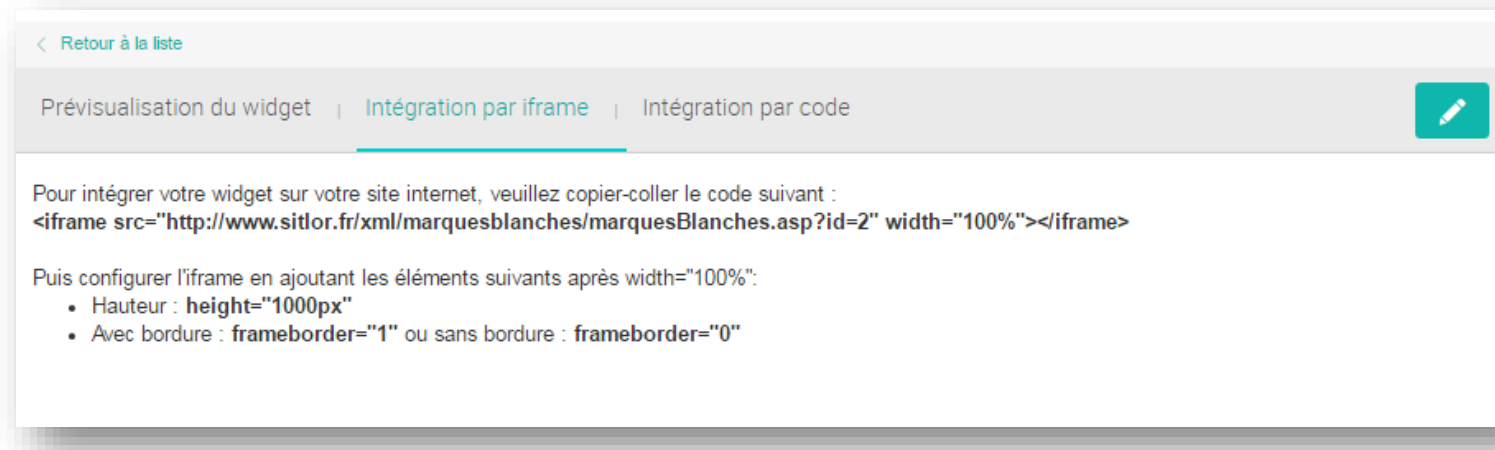 < Retour à la liste
Prévisualisation du widget | Intégration par iframe | Intégration par code
Pour intégrer votre widget sur votre site internet, veuillez copier-coller le code suivant :
<iframe src="http://www.sitlor.fr/xml/marquesblanches/marquesBlanches.asp?id=2" width="100%"></iframe>
Puis configurer l'iframe en ajoutant les éléments suivants après width="100%":
• Hauteur : height="1000px"
• Avec bordure : frameborder="1" ou sans bordure : frameborder="0"